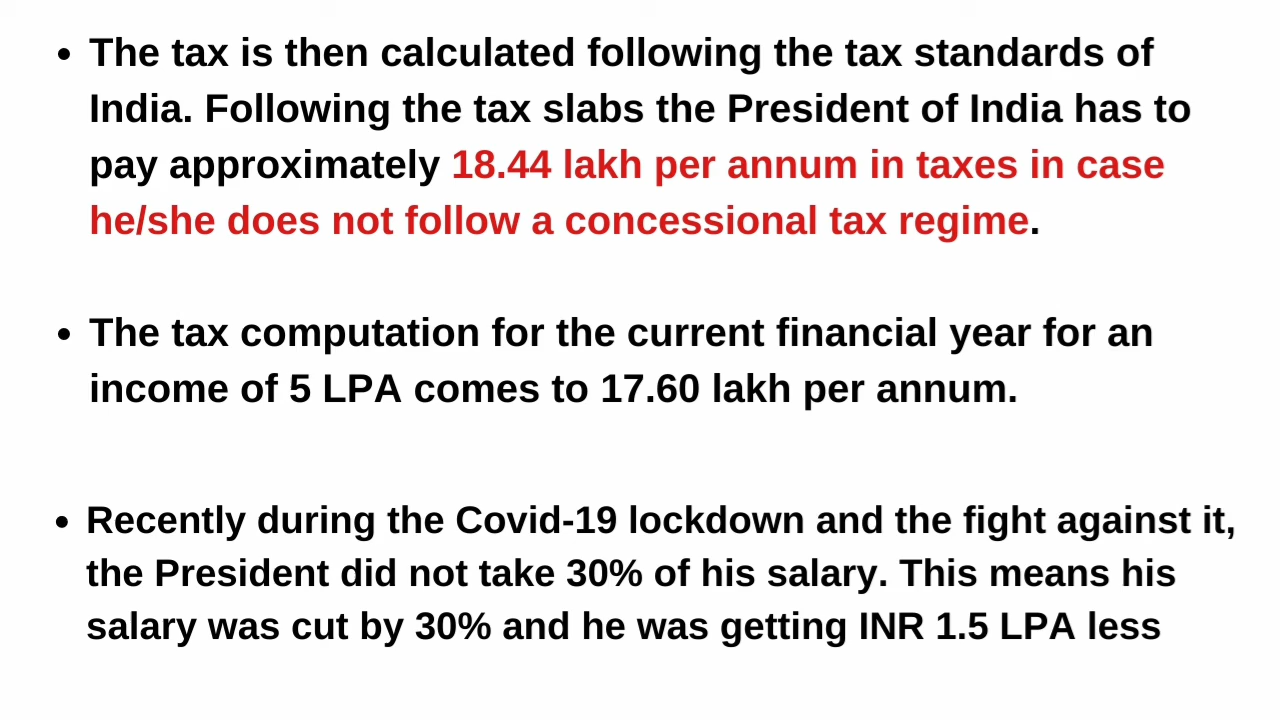 • The tax is then calculated following the tax standards of
India. Following the tax slabs the President of India has to
pay approximately 18.44 lakh per annum in taxes in case
he/she does not follow a concessional tax regime.
• The tax computation for the current financial year for an
income of 5 LPA comes to 17.60 lakh per annum.
• Recently during the Covid-19 lockdown and the fight against it,
the President did not take 30% of his salary. This means his
salary was cut by 30% and he was getting INR 1.5 LPA less